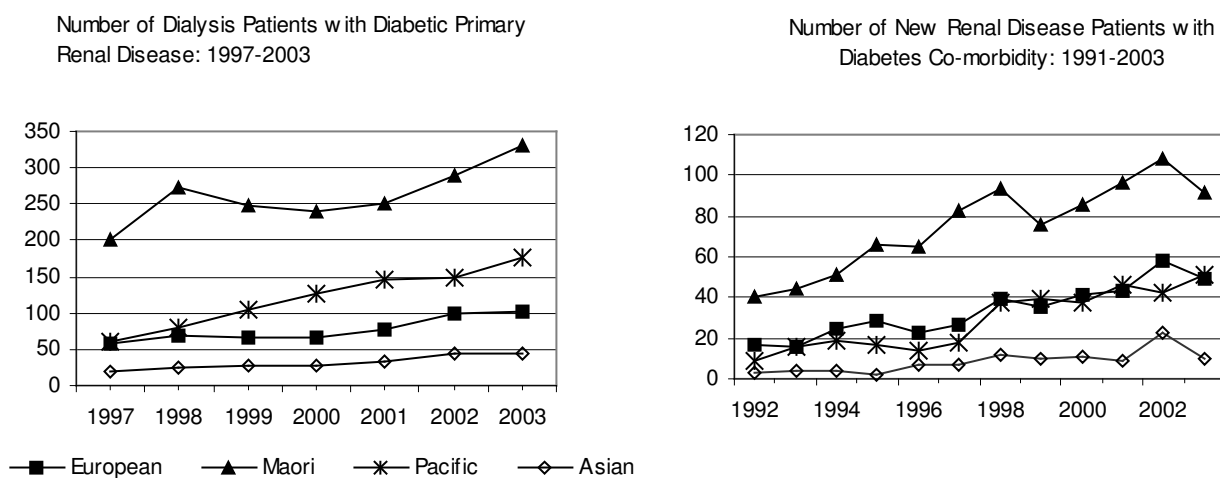 Number of Dialysis Patients with Diabetic Primary
Renal Disease: 1997-2003
350
300
250
200
150
100
50
0
1997 1998 1999 2000 2001 2002 2003
European Maori Pacific Asian
Number of New Renal Disease Patients with
Diabetes Co-morbidity: 1991-2003
120
100
80
60
40
20
0
1992 1994 1996 1998 2000 2002